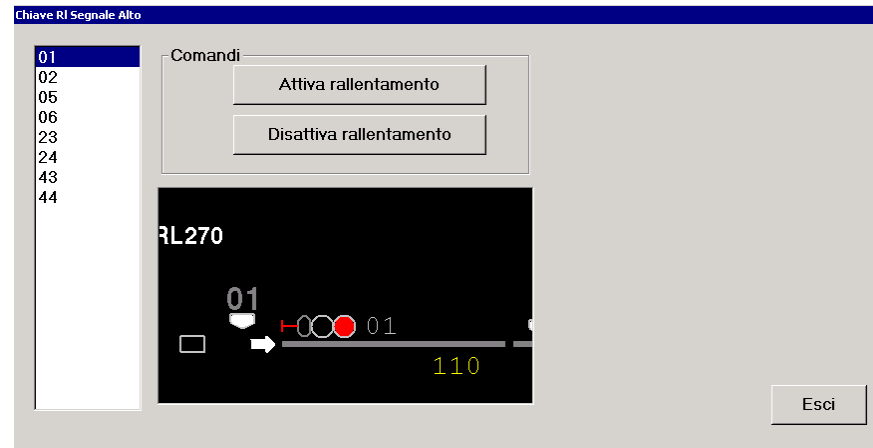 Chiave Rl Segnale Alto
01
02
05
06
23
24
43
44
Comandi
Attiva rallentamento
Disattiva rallentamento
RL270
01
01
110
Esci